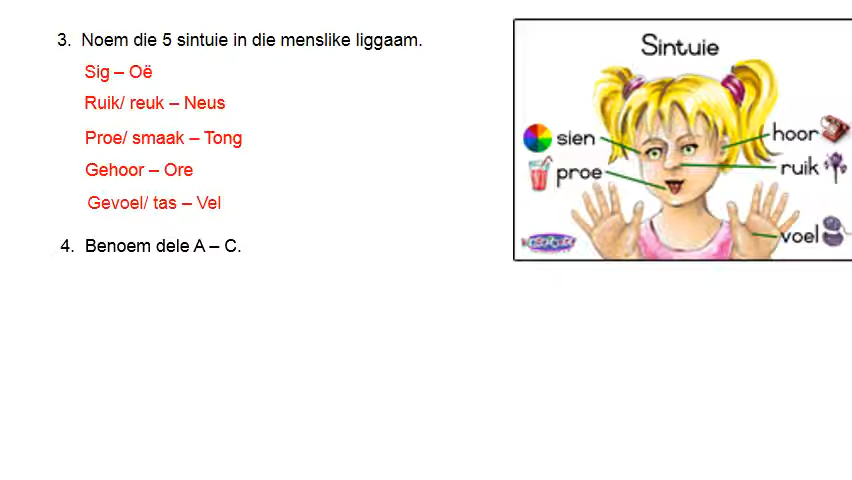 3. Noem die 5 sintuie in die menslike liggaam.
Sig – Oë
Ruik/ reuk – Neus
Proe/ smaak – Tong
Gehoor – Ore
Gevoel/ tas – Vel
4. Benoem dele A – C.
Sintuie
sien
hoor
proe
ruik
voel